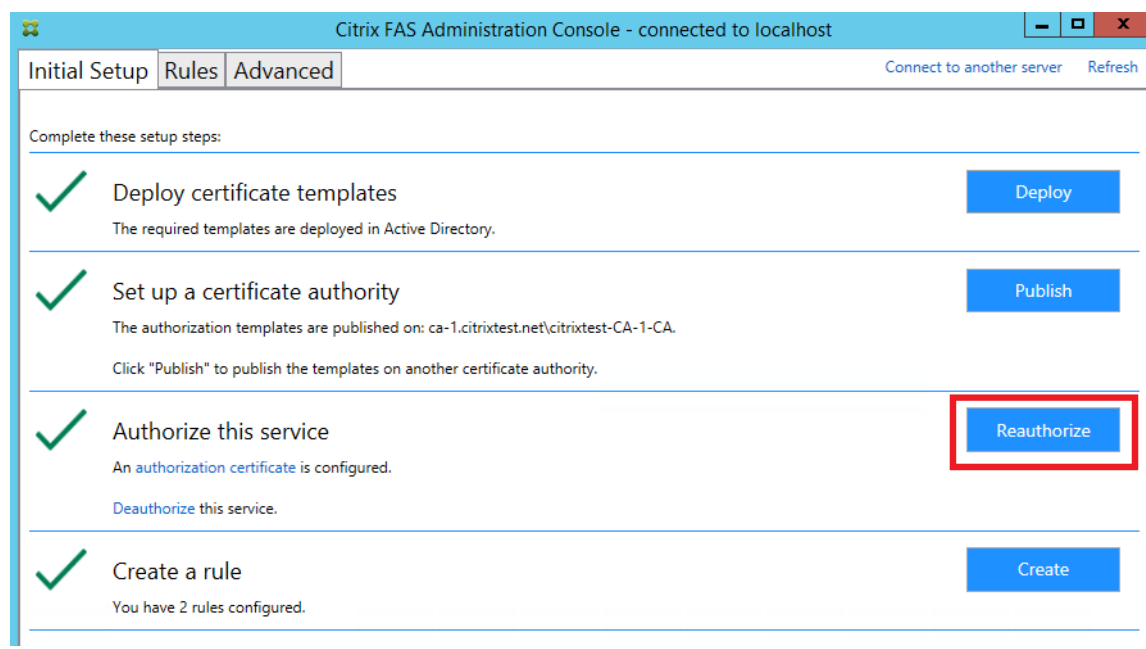 Citrix FAS Administration Console - connected to localhost
Initial Setup Rules Advanced Connect to another server Refresh
Complete these setup steps:
Deploy certificate templates
Deploy
The required templates are deployed in Active Directory.
Set up a certificate authority
Publish
The authorization templates are published on: ca-1.citrixtest.net\citrixtest-CA-1-CA.
Click "Publish" to publish the templates on another certificate authority.
Authorize this service
Reauthorize
An authorization certificate is configured.
Deauthorize this service.
Create a rule
Create
You have 2 rules configured.